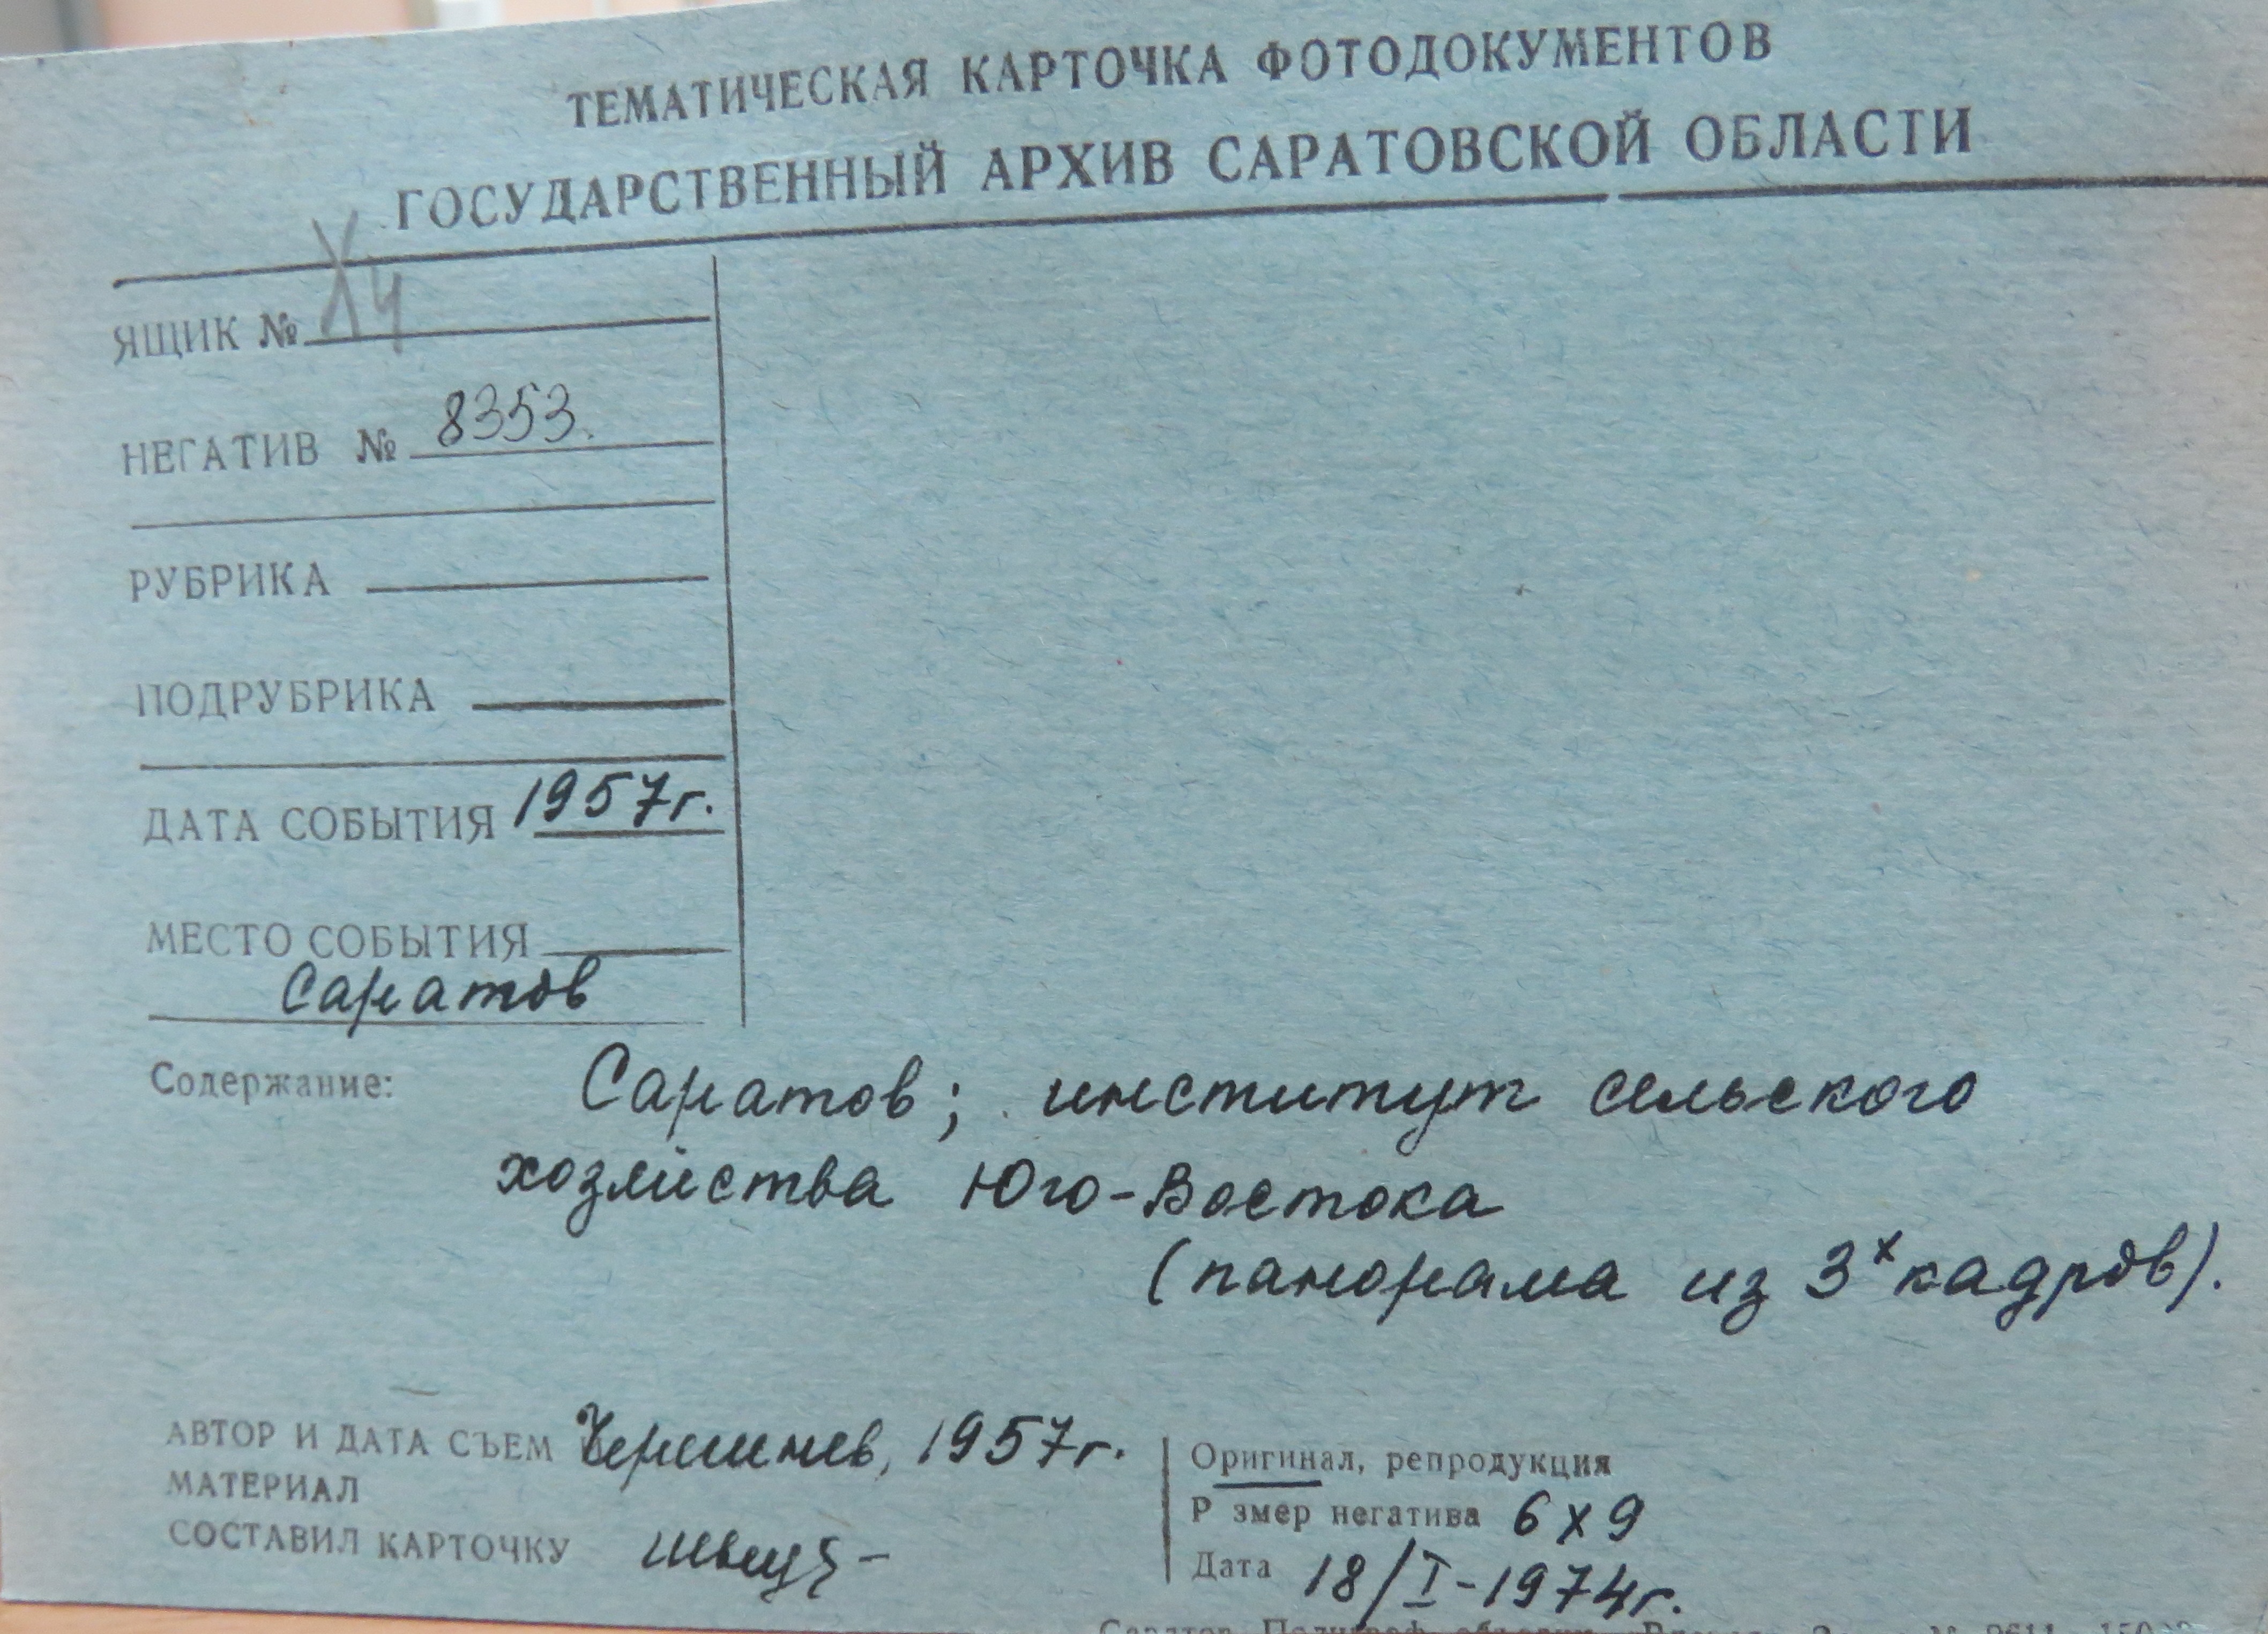 ТЕМАТИЧЕСКАЯ КАРТОЧКА ФОТОДОКУМЕНТОВ
ГОСУДАРСТВЕННЫЙ АРХИВ САРАТОВСКОЙ ОБЛАСТИ
ЯЩИК №
НЕГАТИВ № 8353.
РУБРИКА
ПОДРУБРИКА
ДАТА СОБЫТИЯ 1957г.
МЕСТО СОБЫТИЯ
Саратов
Содержание: Саратов; институт сельского
хозяйства Юго-Востока
(панорама из 3х кадров).
АВТОР И ДАТА СЪЕМ Чернышев, 1957г.
МАТЕРИАЛ
СОСТАВИЛ КАРТОЧКУ
Оригинал, репродукция
Р змер негатива 6х9
Дата 18/I-1974г.